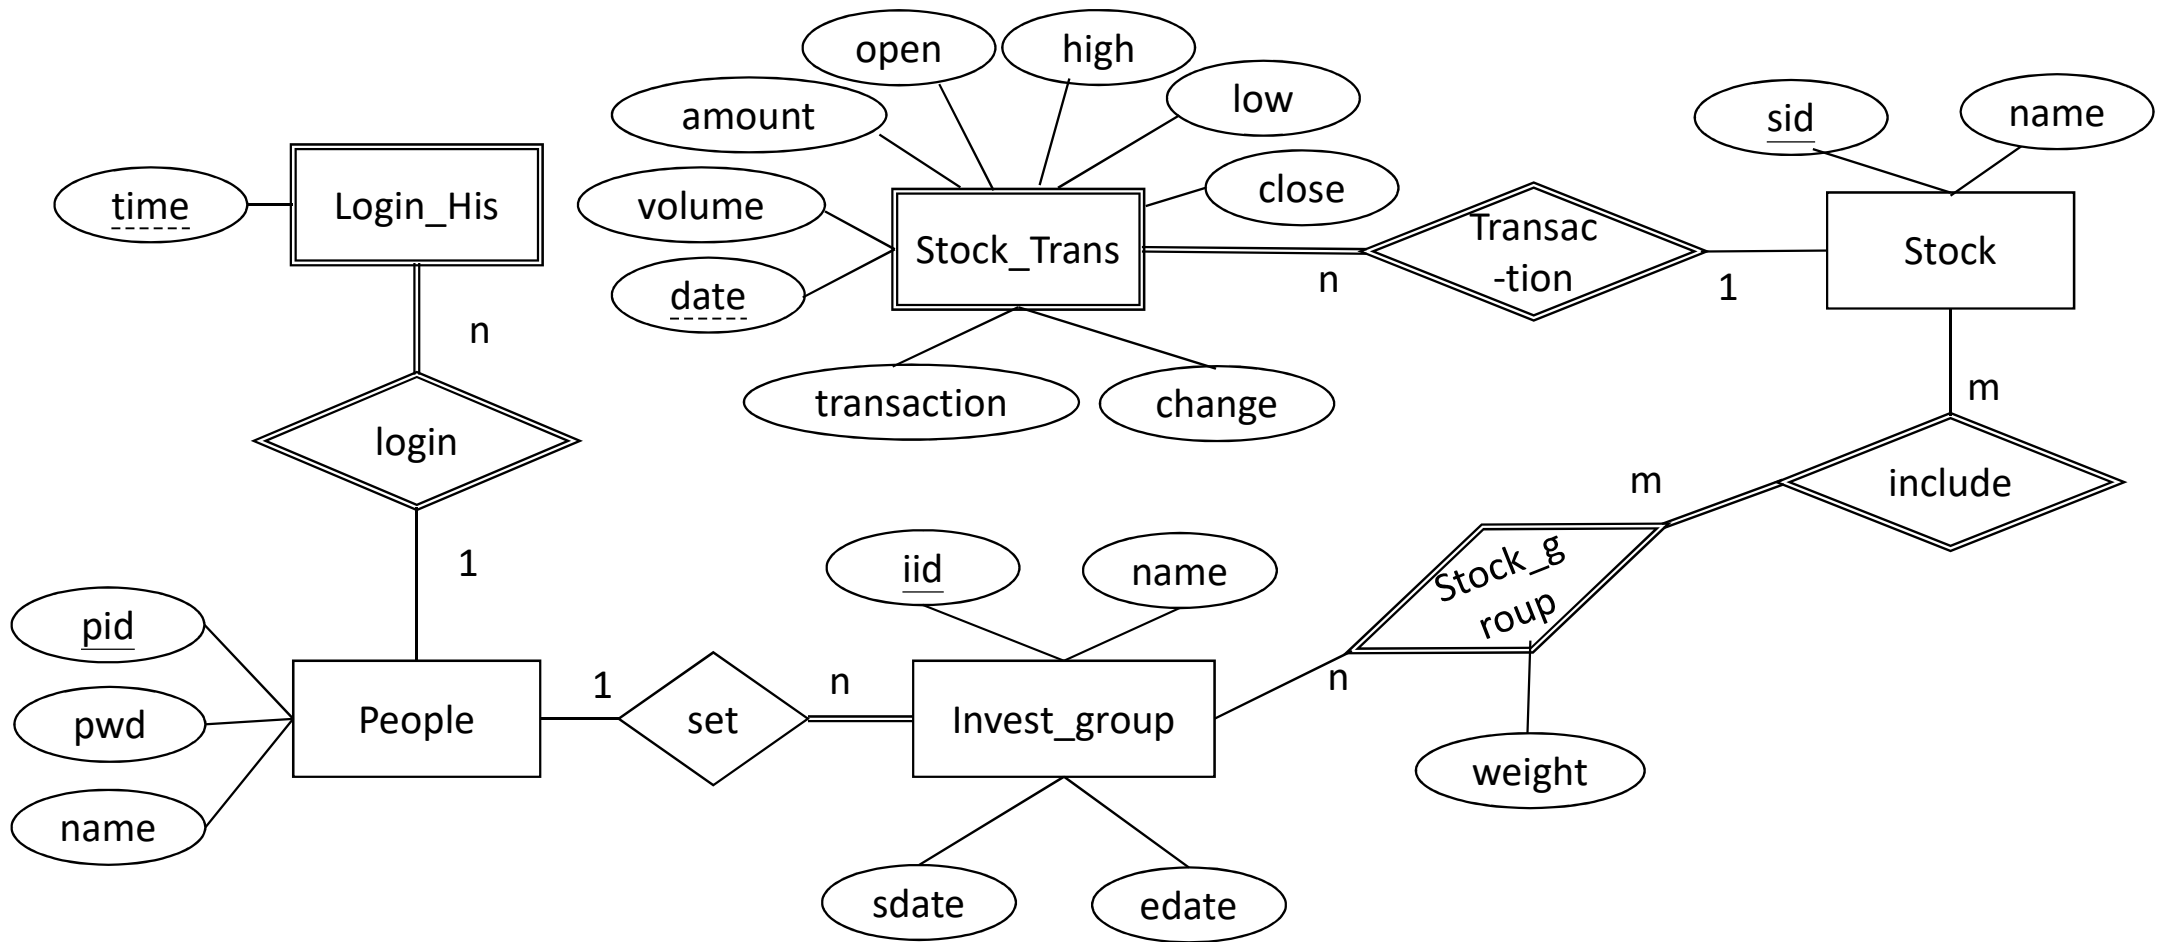 open
high
low
amount
sid
name
time
Login_His
volume
close
Transac
-tion
Stock_Trans
Stock
date
n
1
n
transaction
change
m
login
m
include
1
iid
name
Stock_g
roup
pid
1
n
n
pwd
People
set
Invest_group
weight
name
sdate
edate